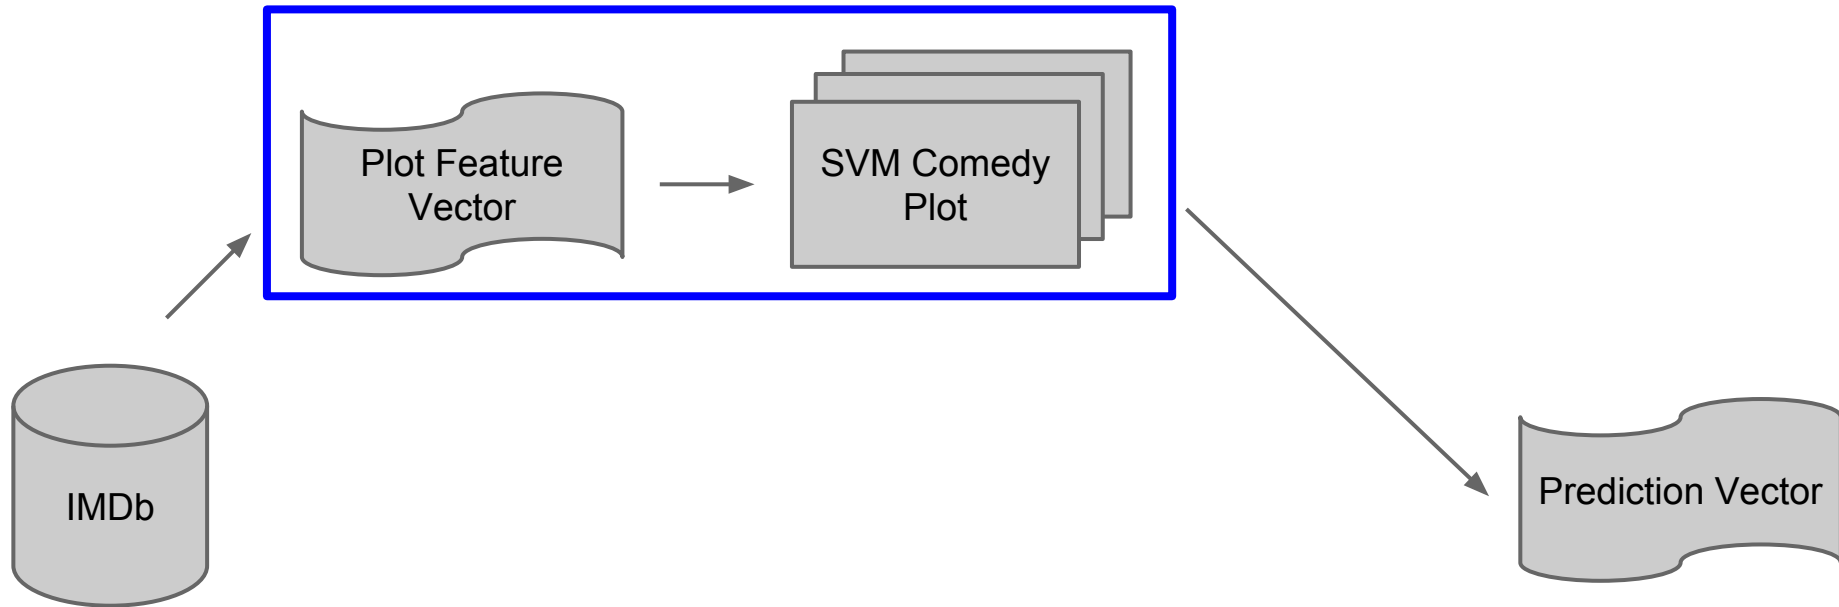 Plot Feature
Vector
SVM Comedy
Plot
IMDb
Prediction Vector